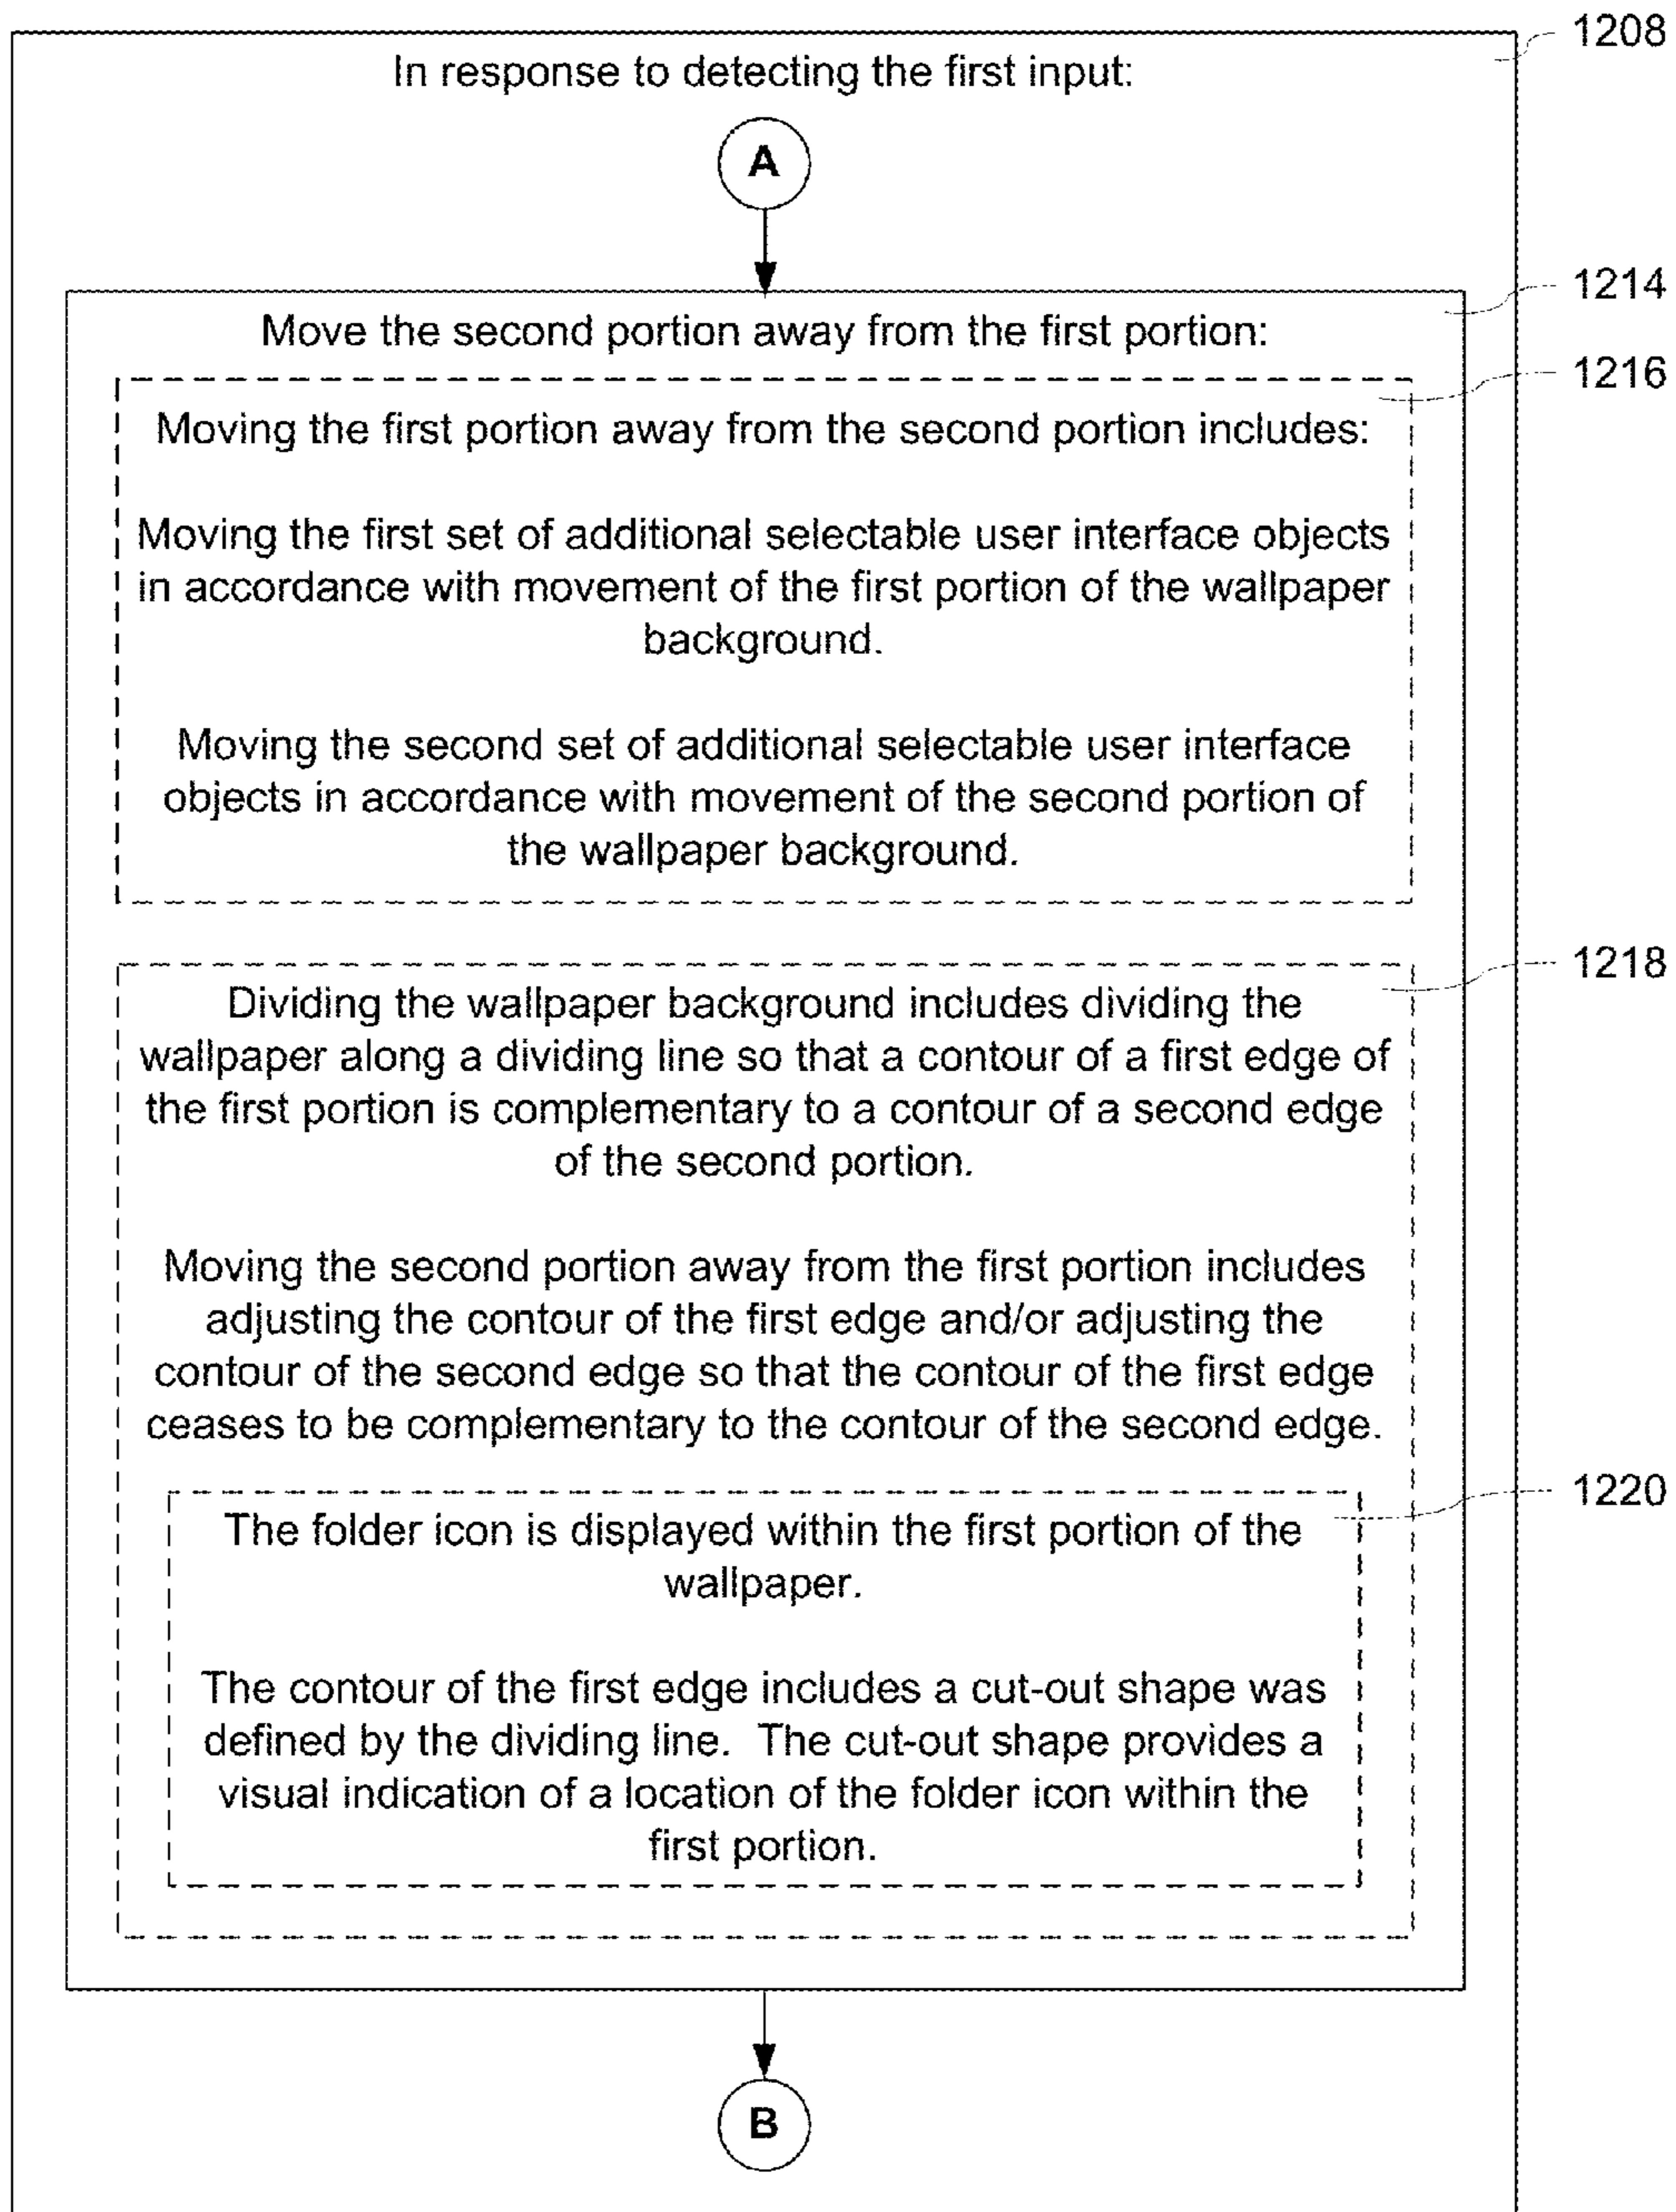 1208
In response to detecting the first input:
A
1214
Move the second portion away from the first portion:
1216
Moving the first portion away from the second portion includes:
Moving the first set of additional selectable user interface objects
in accordance with movement of the first portion of the wallpaper
background.
Moving the second set of additional selectable user interface
objects in accordance with movement of the second portion of
the wallpaper background.
1218
Dividing the wallpaper background includes dividing the
wallpaper along a dividing line so that a contour of a first edge of
the first portion is complementary to a contour of a second edge
of the second portion.
Moving the second portion away from the first portion includes
adjusting the contour of the first edge and/or adjusting the
contour of the second edge so that the contour of the first edge
ceases to be complementary to the contour of the second edge.
1220
The folder icon is displayed within the first portion of the
wallpaper.
The contour of the first edge includes a cut-out shape was
defined by the dividing line.  The cut-out shape provides a
visual indication of a location of the folder icon within the
first portion.
B